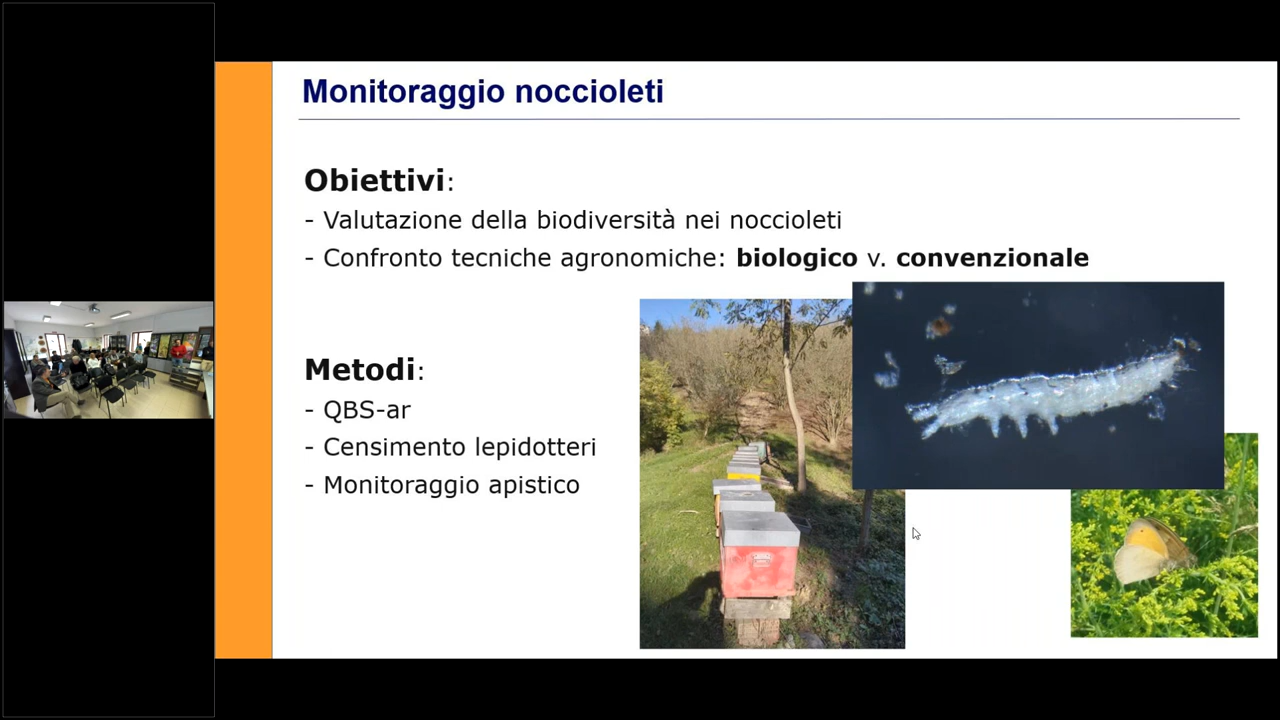 Monitoraggio noccioleti
Obiettivi:
- Valutazione della biodiversità nei noccioleti
- Confronto tecniche agronomiche: biologico v. convenzionale
Metodi:
- QBS-ar
- Censimento lepidotteri
- Monitoraggio apistico